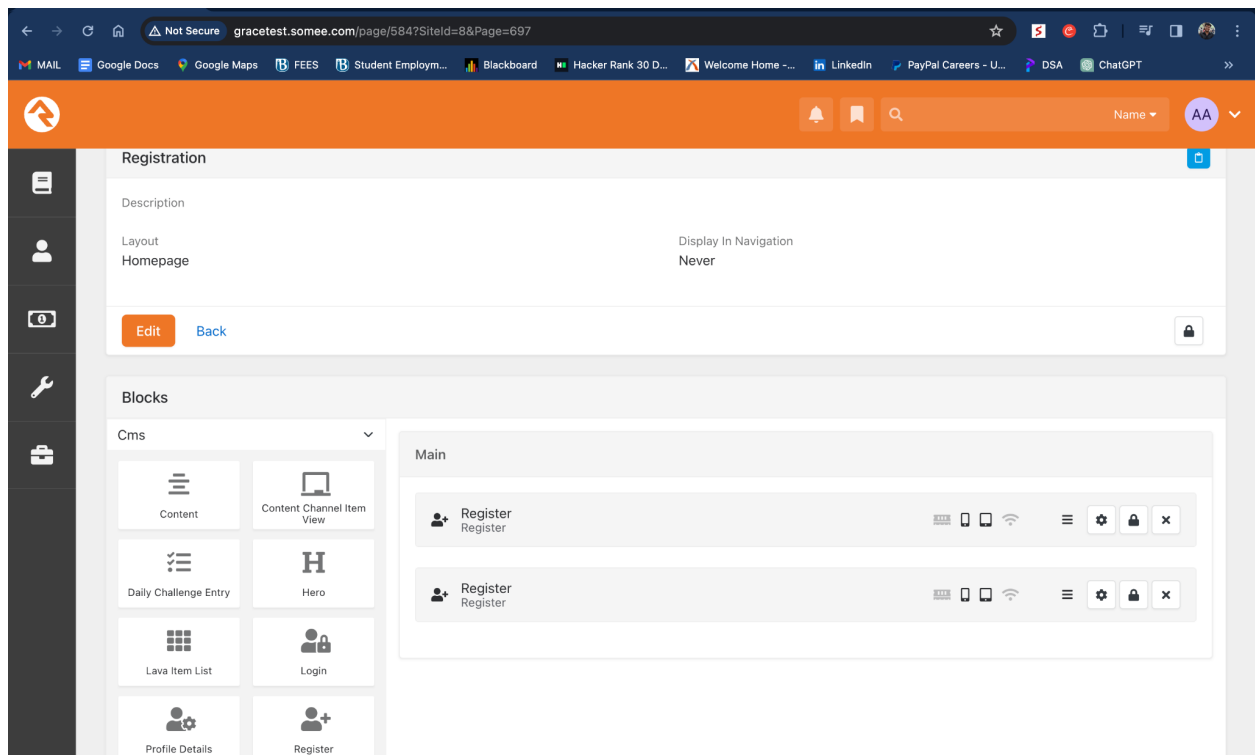 Not Secure gracetest.somee.com/page/584?SiteId=8&Page=697
MAIL Google Docs Google Maps FEES Student Employm... Blackboard Hacker Rank 30 D... Welcome Home -... LinkedIn PayPal Careers - U... DSA ChatGPT
Name AA
Registration
Description
Layout Display In Navigation
Homepage Never
Edit Back
Blocks
Cms
Main
Content
Content Channel Item
View
Register
Register
Daily Challenge Entry
Hero
Register
Register
Lava Item List
Login
Profile Details
Register